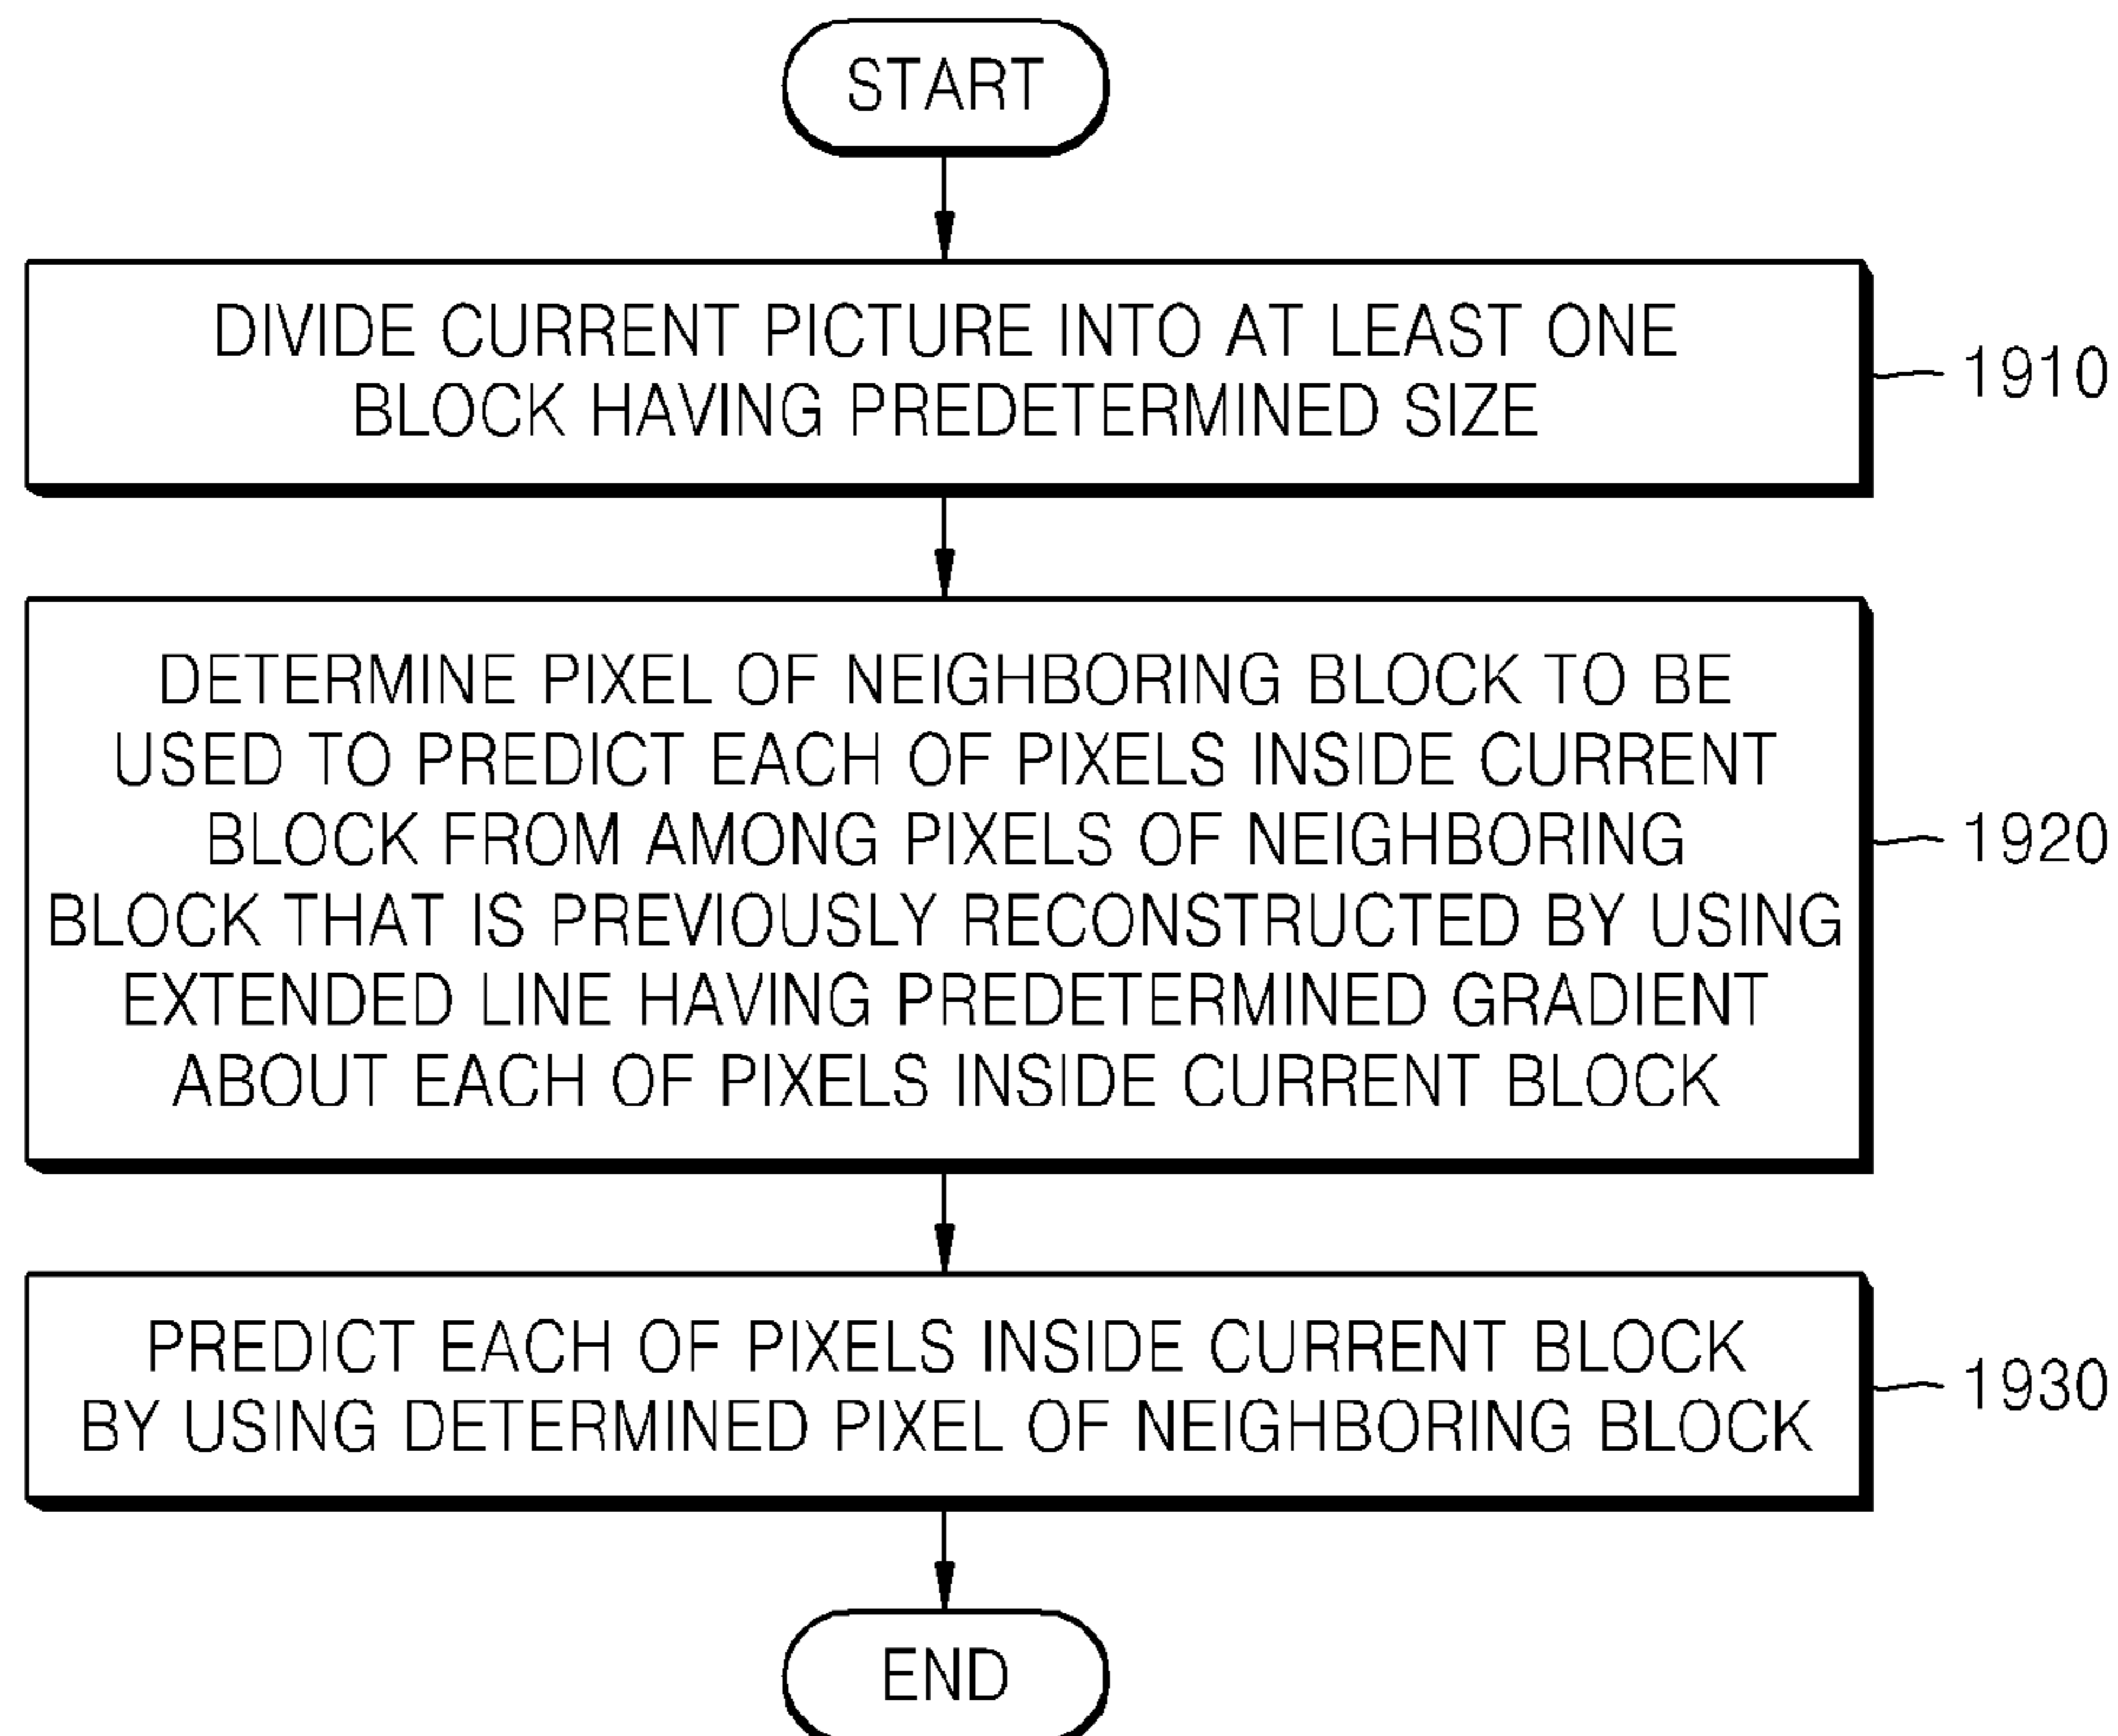 START
DIVIDE CURRENT PICTURE INTO AT LEAST ONE
BLOCK HAVING PREDETERMINED SIZE
1910
DETERMINE PIXEL OF NEIGHBORING BLOCK TO BE
USED TO PREDICT EACH OF PIXELS INSIDE CURRENT
BLOCK FROM AMONG PIXELS OF NEIGHBORING
BLOCK THAT IS PREVIOUSLY RECONSTRUCTED BY USING
EXTENDED LINE HAVING PREDETERMINED GRADIENT
ABOUT EACH OF PIXELS INSIDE CURRENT BLOCK
1920
PREDICT EACH OF PIXELS INSIDE CURRENT BLOCK
BY USING DETERMINED PIXEL OF NEIGHBORING BLOCK
1930
END